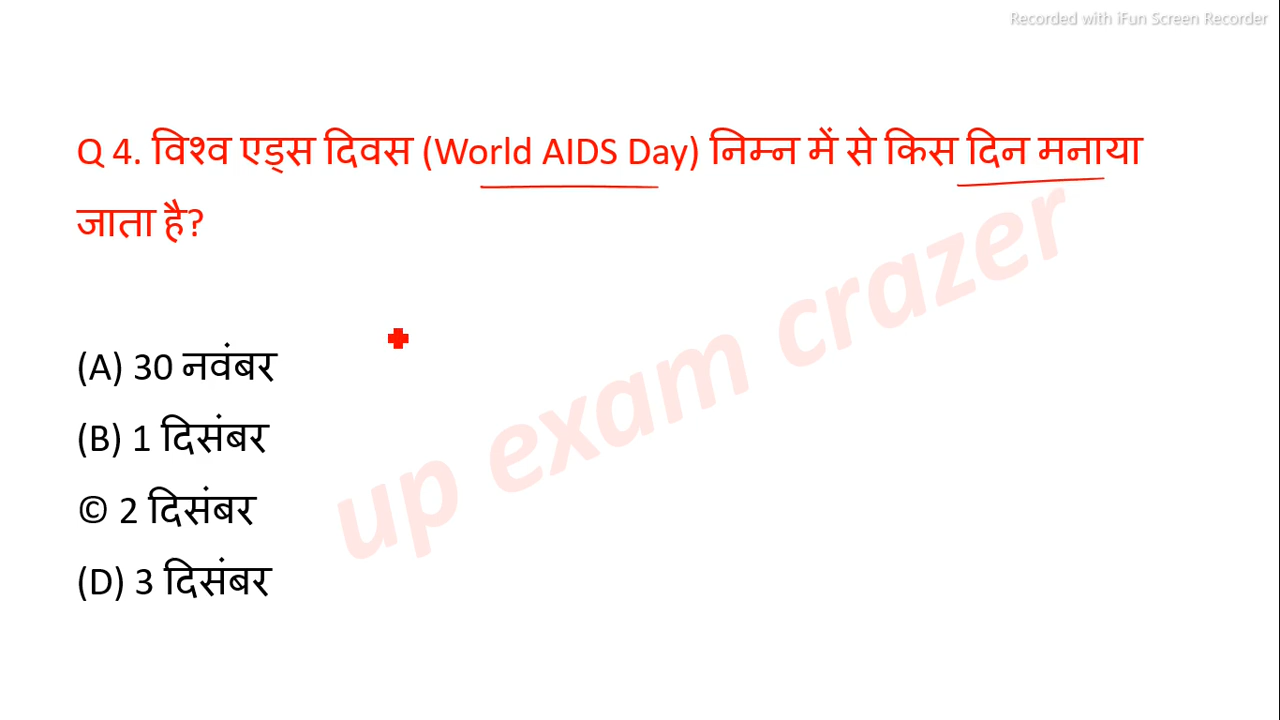 Recorded with iFun Screen Recorder
Q 4. विश्व एड्स दिवस (World AIDS Day) निम्न में से किस दिन मनाया
जाता है?
(A) 30 नवंबर
(B) 1 दिसंबर
© 2 दिसंबर
(D) 3 दिसंबर
up exam crazer